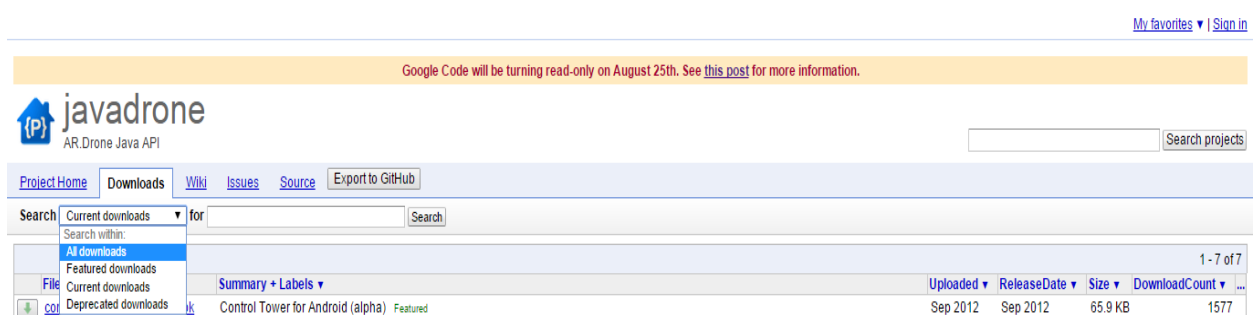 My favorites ▼ | Sign in
Google Code will be turning read-only on August 25th. See this post for more information.
{P} javadrone
AR.Drone Java API
Search projects
Project Home Downloads Wiki Issues Source Export to GitHub
Search Current downloads ▼ for Search
Search within:
All downloads
Featured downloads
Current downloads
Deprecated downloads
1 - 7 of 7
File Summary + Labels ▼ Uploaded ▼ ReleaseDate ▼ Size ▼ DownloadCount ▼ ...
Control Tower for Android (alpha) Featured Sep 2012 Sep 2012 65.9 KB 1577